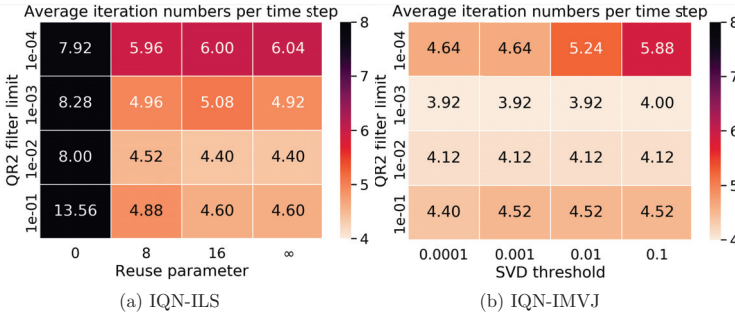 Average iteration numbers per time step
QR2 filter limit
1e-04
7.92 5.96 6.00 6.04
1e-03
8.28 4.96 5.08 4.92
1e-02
8.00 4.52 4.40 4.40
1e-01
13.56 4.88 4.60 4.60
0 8 16 ∞
Reuse parameter
8
7
6
5
4
(a) IQN-ILS
Average iteration numbers per time step
QR2 filter limit
1e-04
4.64 4.64 5.24 5.88
1e-03
3.92 3.92 3.92 4.00
1e-02
4.12 4.12 4.12 4.12
1e-01
4.40 4.52 4.52 4.52
0.0001 0.001 0.01 0.1
SVD threshold
8
7
6
5
4
(b) IQN-IMVJ